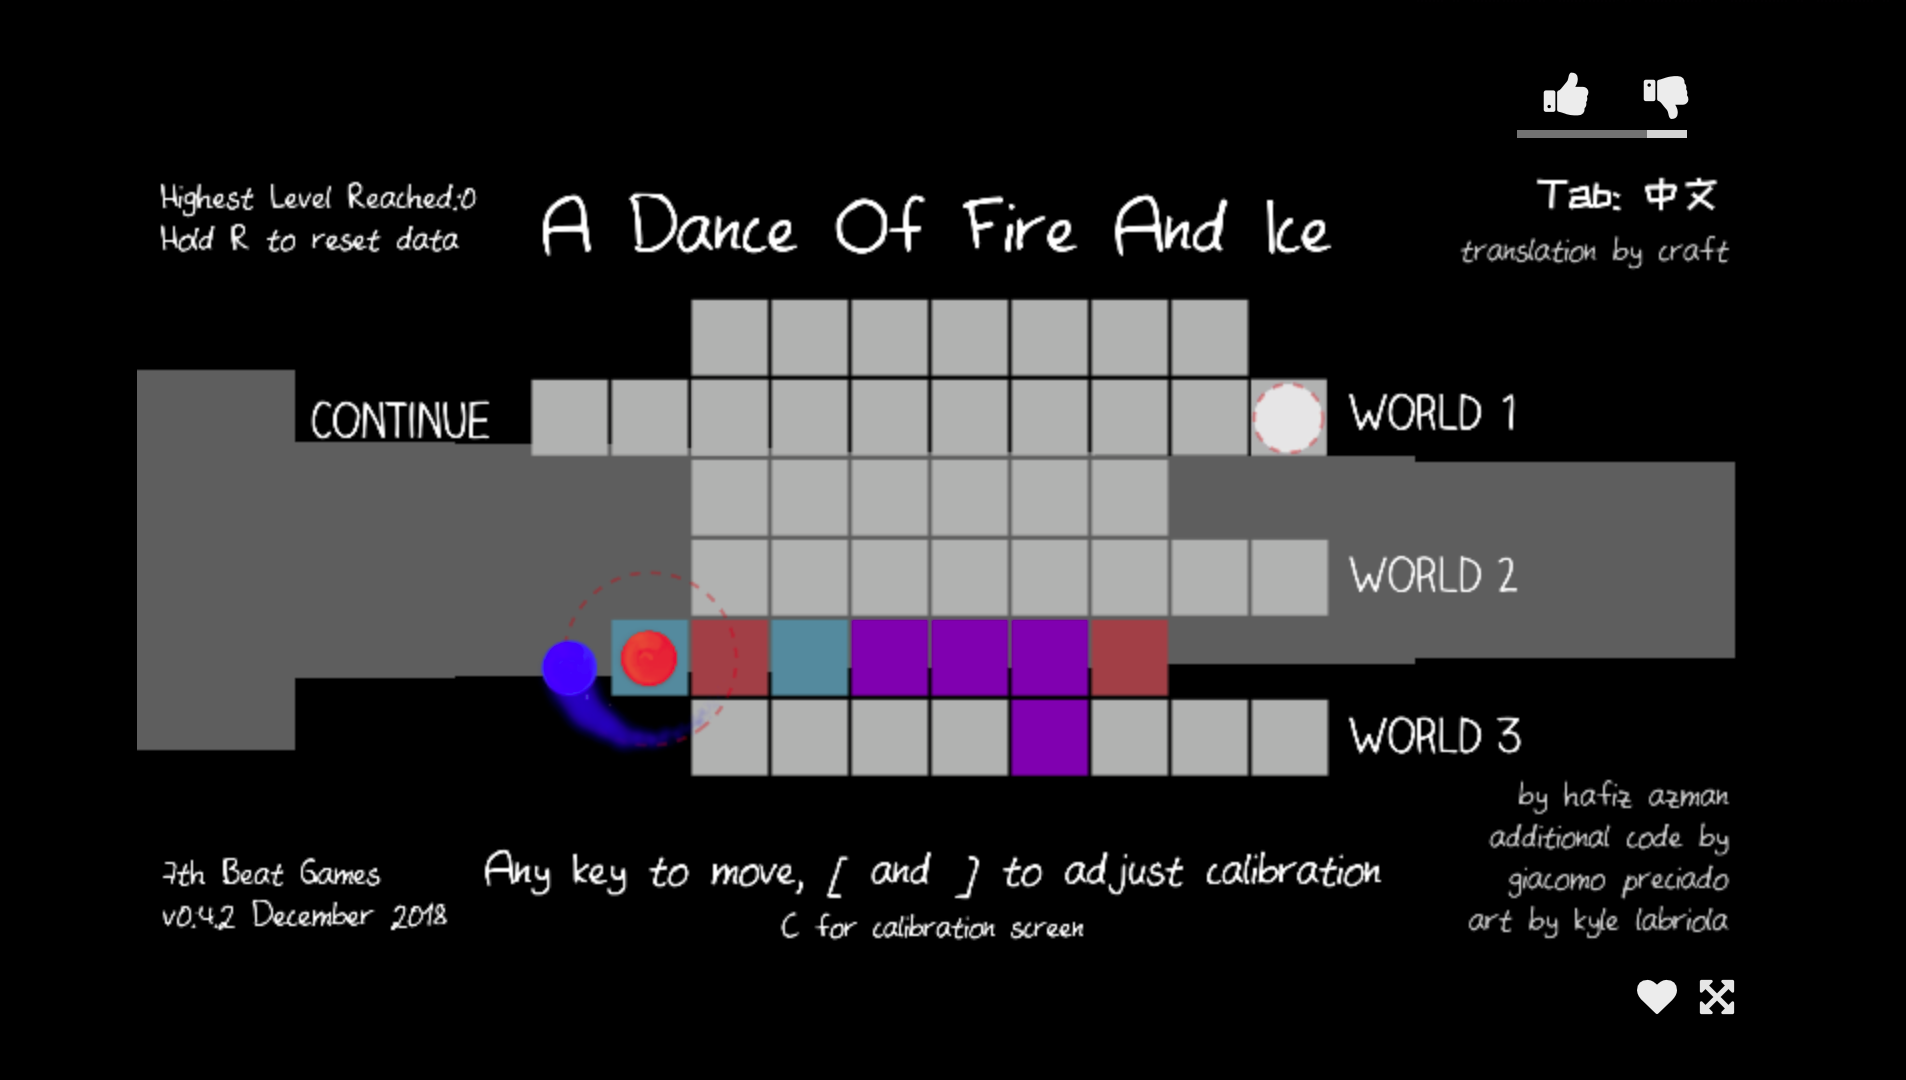 Highest Level Reached:0
Hold R to reset data
A Dance Of Fire And Ice
Tab: 中文
translation by craft
CONTINUE
WORLD 1
WORLD 2
WORLD 3
7th Beat Games
v0.4.2 December 2018
Any key to move, [ and ] to adjust calibration
C for calibration screen
by hafiz azman
additional code by
giacomo preciado
art by kyle labriola